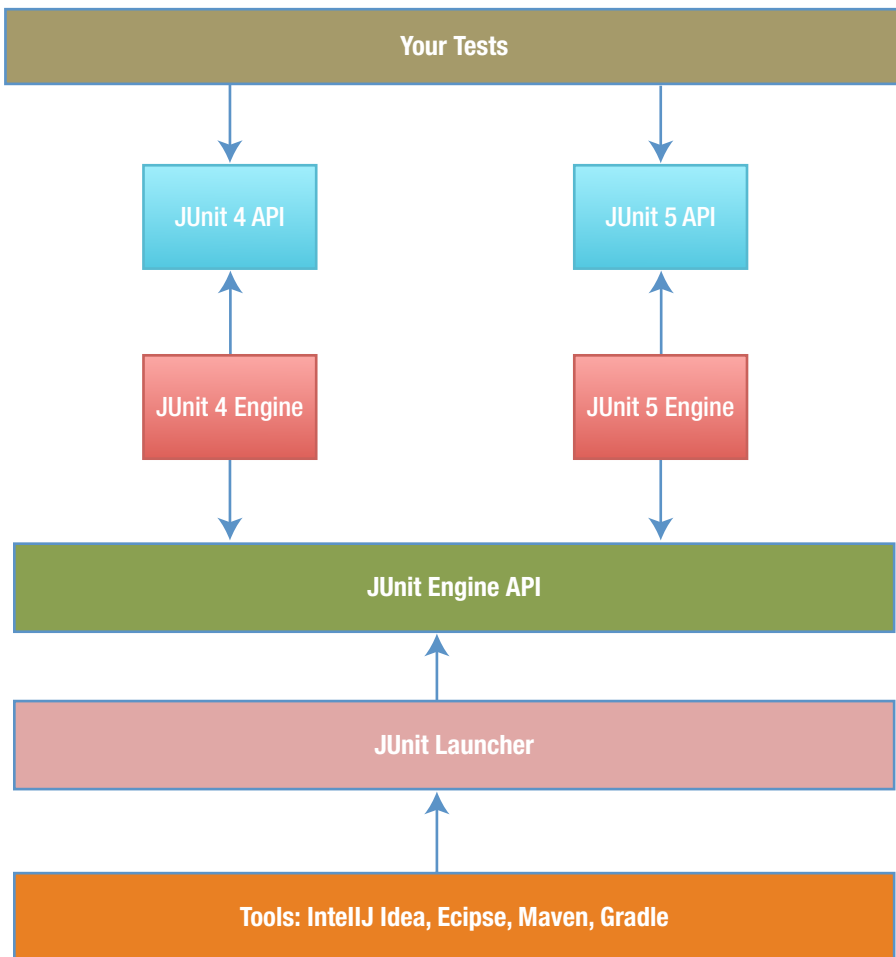 Your Tests
JUnit 4 API
JUnit 5 API
JUnit 4 Engine
JUnit 5 Engine
JUnit Engine API
JUnit Launcher
Tools: IntelIJ Idea, Ecipse, Maven, Gradle